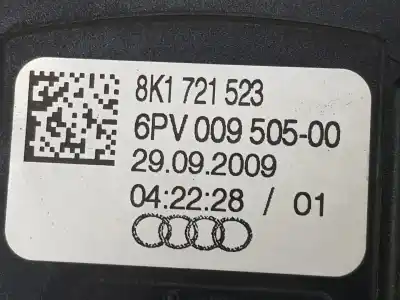 8K1 721 523
6PV 009 505-00
29.09.2009
04:22:28 / 01